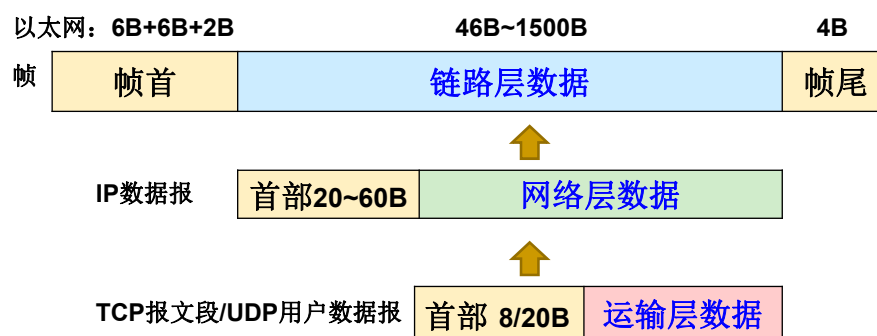 以太网：6B+6B+2B 46B~1500B 4B
帧 帧首 链路层数据 帧尾
IP数据报 首部20~60B 网络层数据
TCP报文段/UDP用户数据报 首部 8/20B 运输层数据